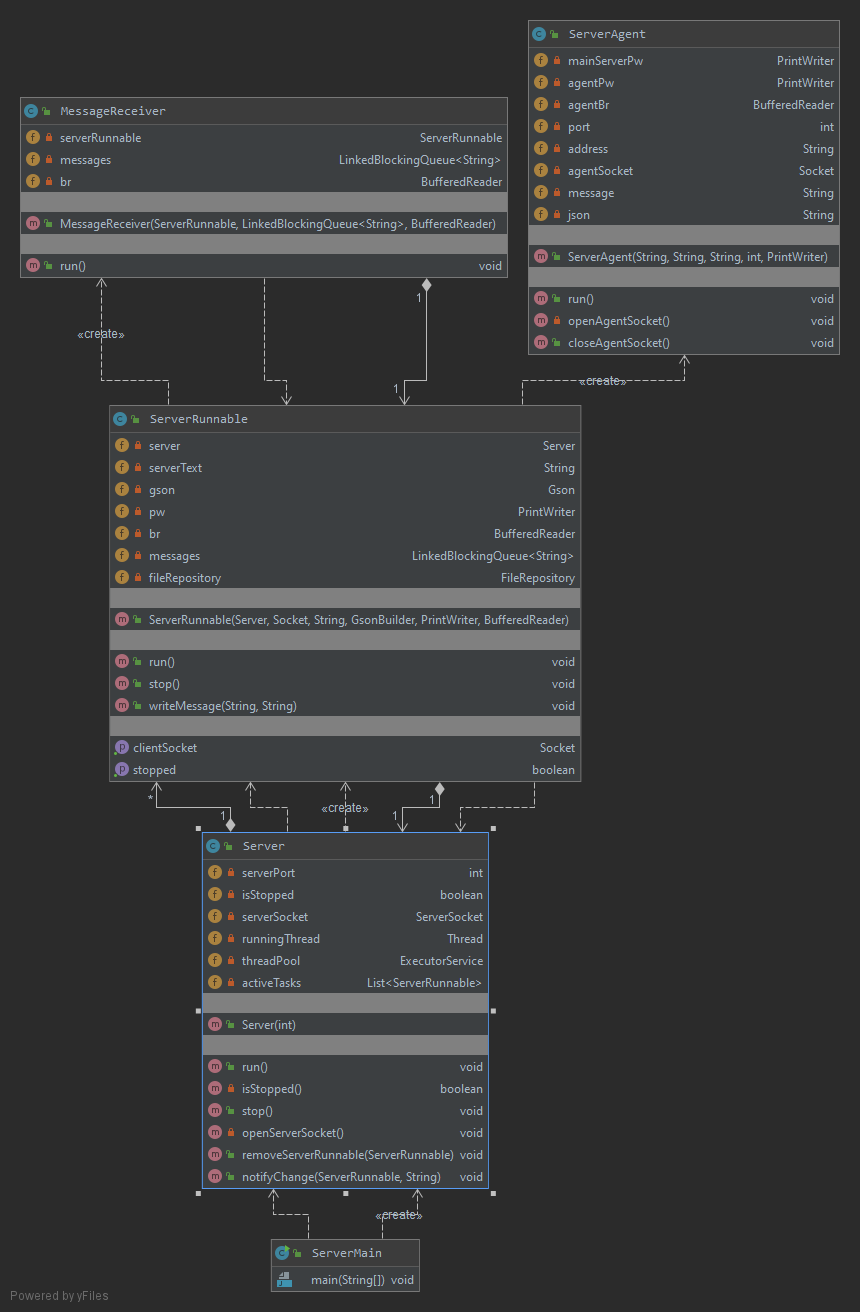 ServerAgent
mainServerPw PrintWriter
agentPw PrintWriter
agentBr BufferedReader
port int
address String
agentSocket Socket
message String
json String
ServerAgent(String, String, String, int, PrintWriter)
run() void
openAgentSocket() void
closeAgentSocket() void
MessageReceiver
serverRunnable ServerRunnable
messages LinkedBlockingQueue<String>
br BufferedReader
MessageReceiver(ServerRunnable, LinkedBlockingQueue<String>, BufferedReader)
run() void
1
«create»
«create»
1
ServerRunnable
server Server
serverText String
gson Gson
pw PrintWriter
br BufferedReader
messages LinkedBlockingQueue<String>
fileRepository FileRepository
ServerRunnable(Server, Socket, String, GsonBuilder, PrintWriter, BufferedReader)
run() void
stop() void
writeMessage(String, String) void
clientSocket Socket
stopped boolean
* 1
«create»
1 1
Server
serverPort int
isStopped boolean
serverSocket ServerSocket
runningThread Thread
threadPool ExecutorService
activeTasks List<ServerRunnable>
Server(int)
run() void
isStopped() boolean
stop() void
openServerSocket() void
removeServerRunnable(ServerRunnable) void
notifyChange(ServerRunnable, String) void
«create»
ServerMain
main(String[]) void
Powered by yFiles